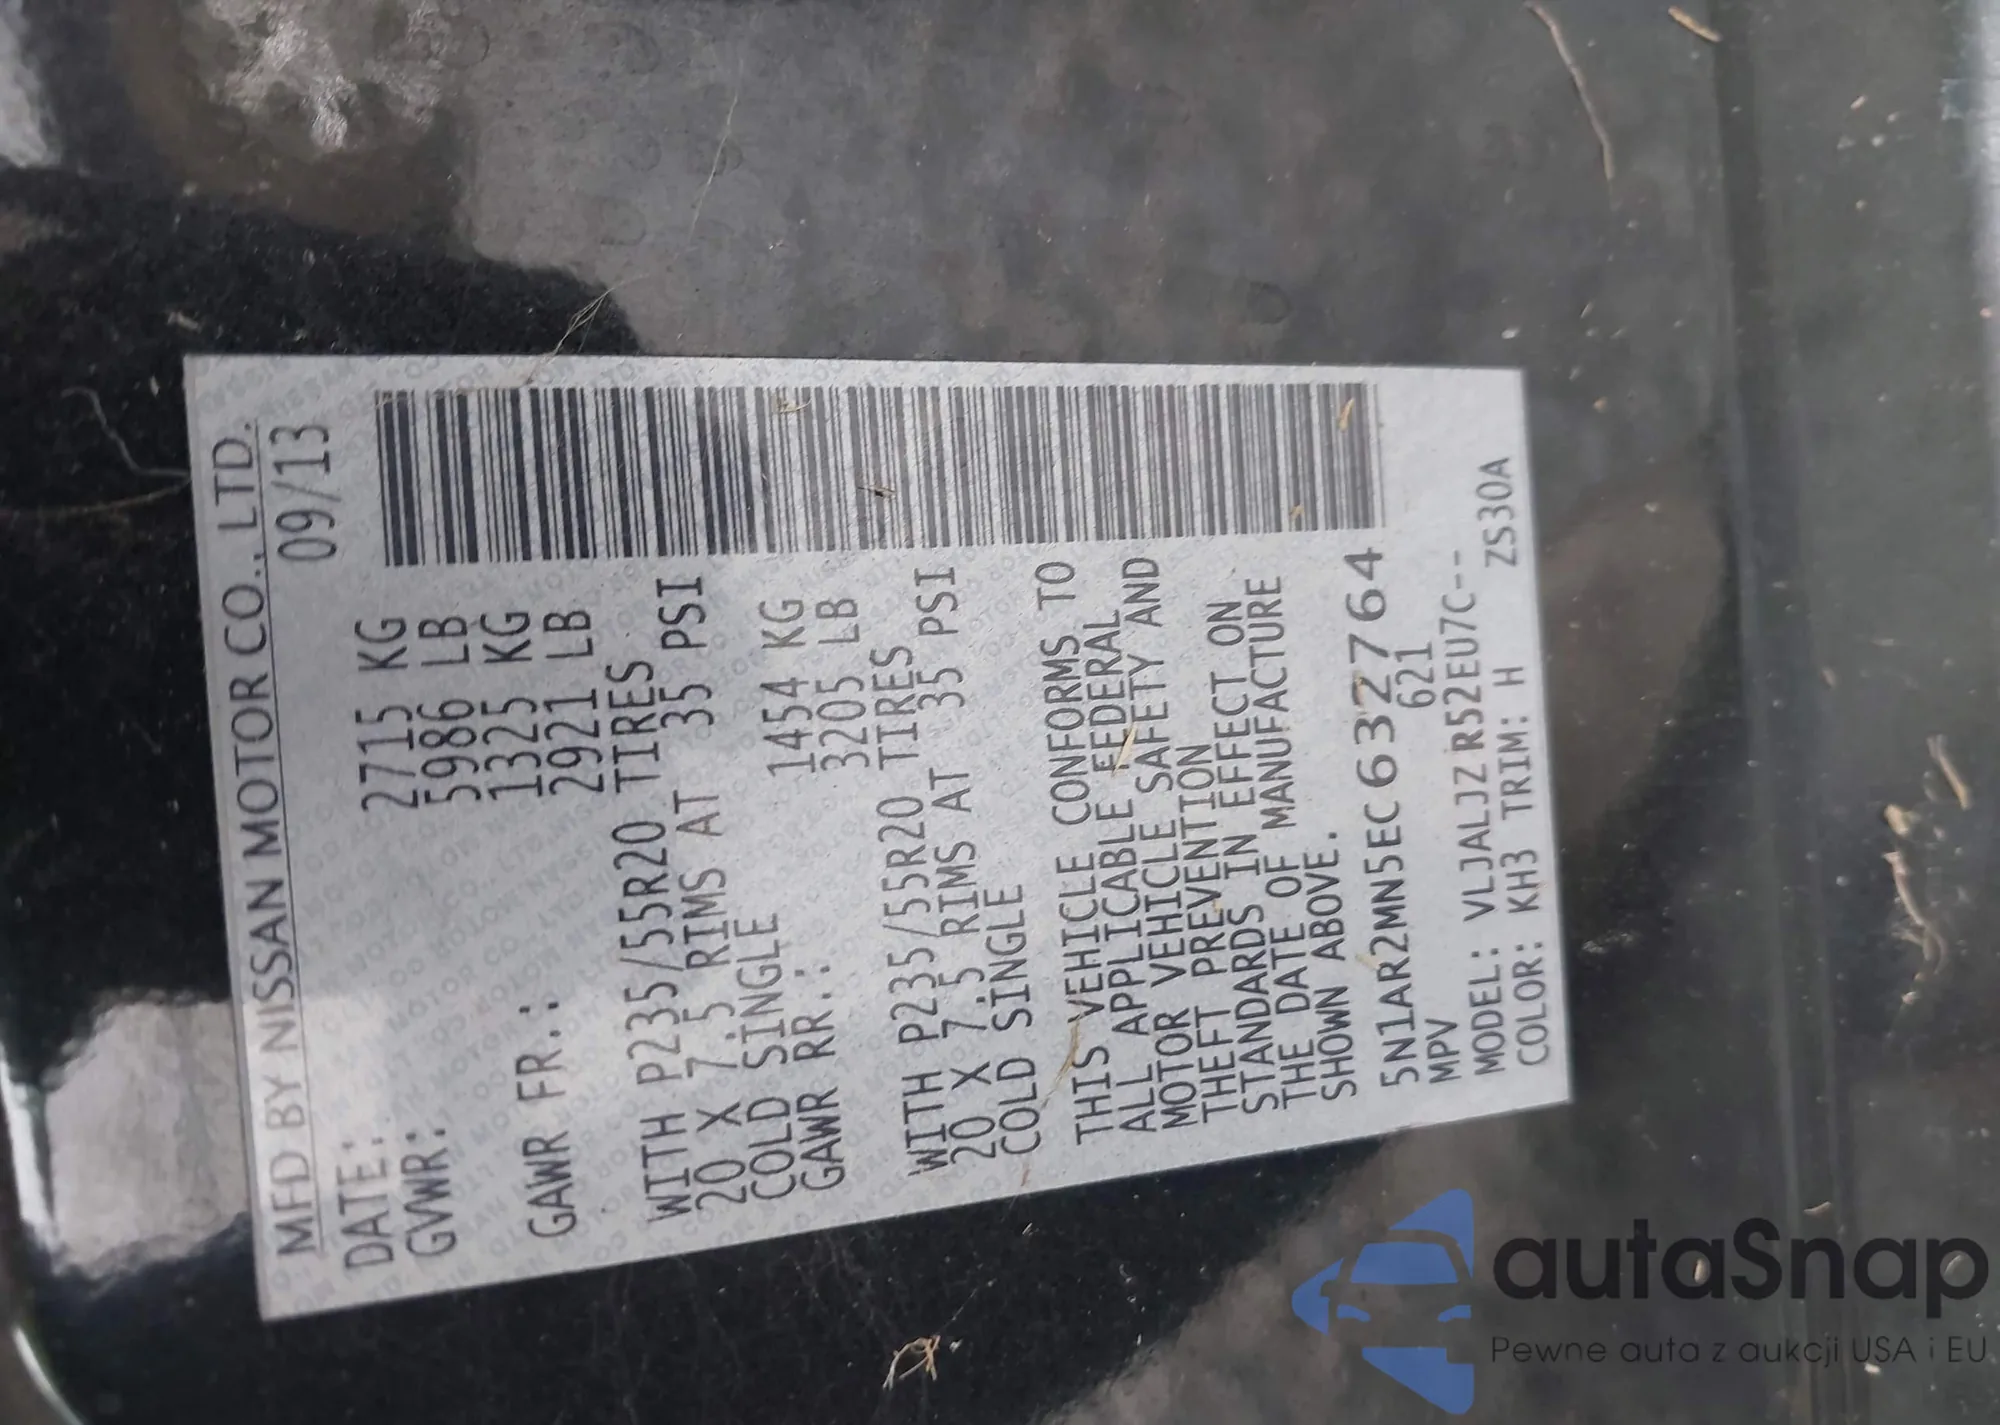 MFD BY NISSAN MOTOR CO., LTD.
DATE: 09/13
GVWR: 2715 KG
5986 LB
GAWR FR.: 1325 KG
2921 LB
WITH P235/55R20 TIRES
20 X 7.5 RIMS AT 35 PSI
COLD SINGLE
GAWR RR.: 1454 KG
3205 LB
WITH P235/55R20 TIRES
20 X 7.5 RIMS AT 35 PSI
COLD SINGLE
THIS VEHICLE CONFORMS TO
ALL APPLICABLE FEDERAL
MOTOR VEHICLE SAFETY AND
THEFT PREVENTION
STANDARDS IN EFFECT ON
THE DATE OF MANUFACTURE
SHOWN ABOVE.
5N1AR2MN5EC632764
MPV 621
MODEL: VLJALJZ R52EU7C--
COLOR: KH3 TRIM: H ZS30A
autaSnap
Pewne auta z aukcji USA i EU